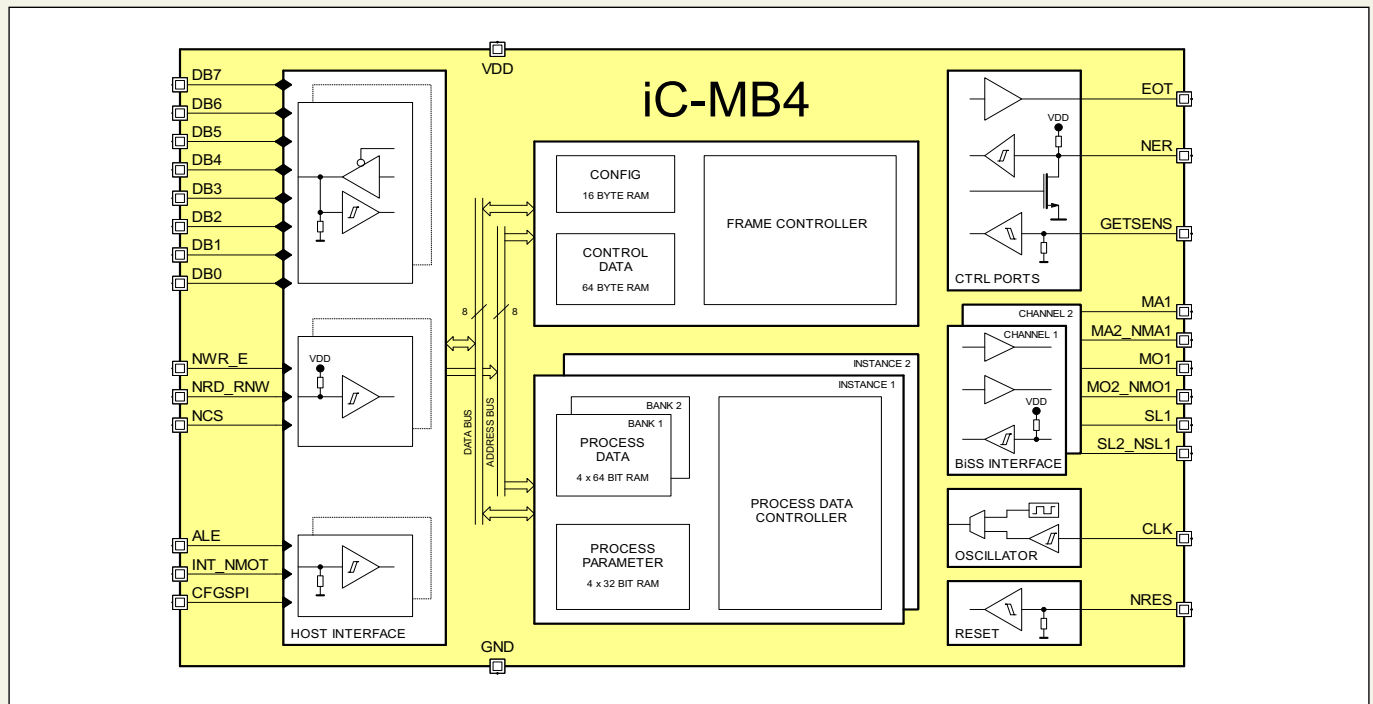 iC-MB4
VDD
DB7
DB6
DB5
DB4
DB3
DB2
DB1
DB0
NWR_E
NRD_RNW
NCS
ALE
INT_NMOT
CFGSPI
VDD
HOST INTERFACE
8
8
DATA BUS
ADDRESS BUS
CONFIG
16 BYTE RAM
CONTROL
DATA
64 BYTE RAM
FRAME CONTROLLER
INSTANCE 2
INSTANCE 1
BANK 2
BANK 1
PROCESS
DATA
4 x 64 BIT RAM
PROCESS
PARAMETER
4 x 32 BIT RAM
PROCESS DATA
CONTROLLER
GND
VDD
CTRL PORTS
CHANNEL 2
CHANNEL 1
VDD
BiSS INTERFACE
OSCILLATOR
RESET
EOT
NER
GETSENS
MA1
MA2_NMA1
MO1
MO2_NMO1
SL1
SL2_NSL1
CLK
NRES